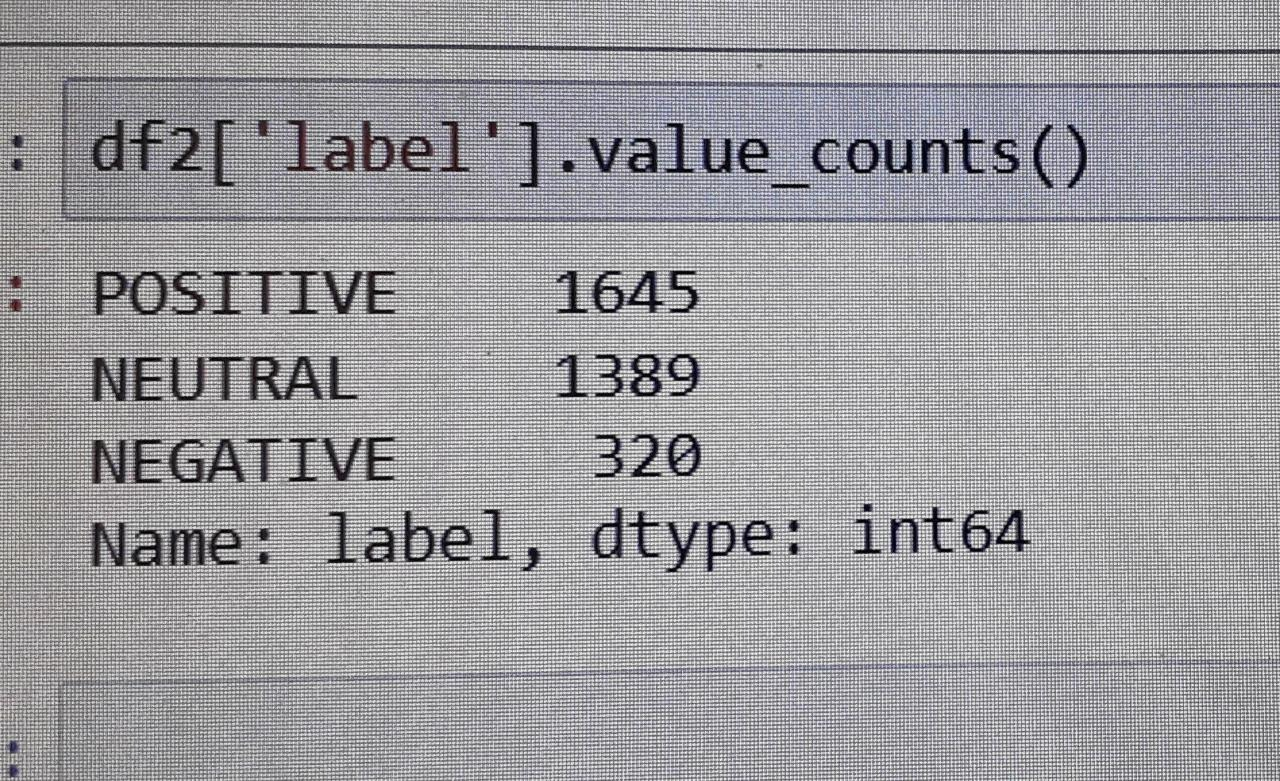 df2['label'].value_counts()
POSITIVE    1645
NEUTRAL     1389
NEGATIVE     320
Name: label, dtype: int64